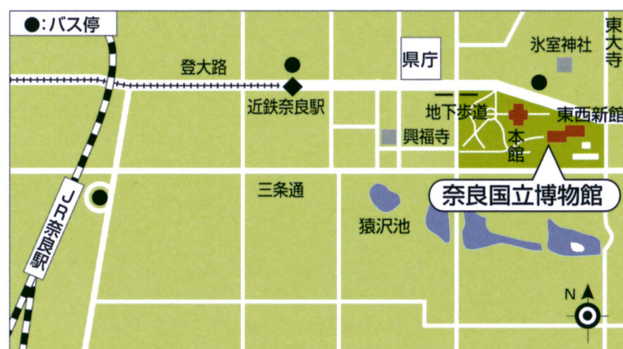 ●:バス停
登大路
近鉄奈良駅
県庁
氷室神社
東大寺
地下歩道
本館
東西新館
興福寺
奈良国立博物館
三条通
猿沢池
JR奈良駅
N